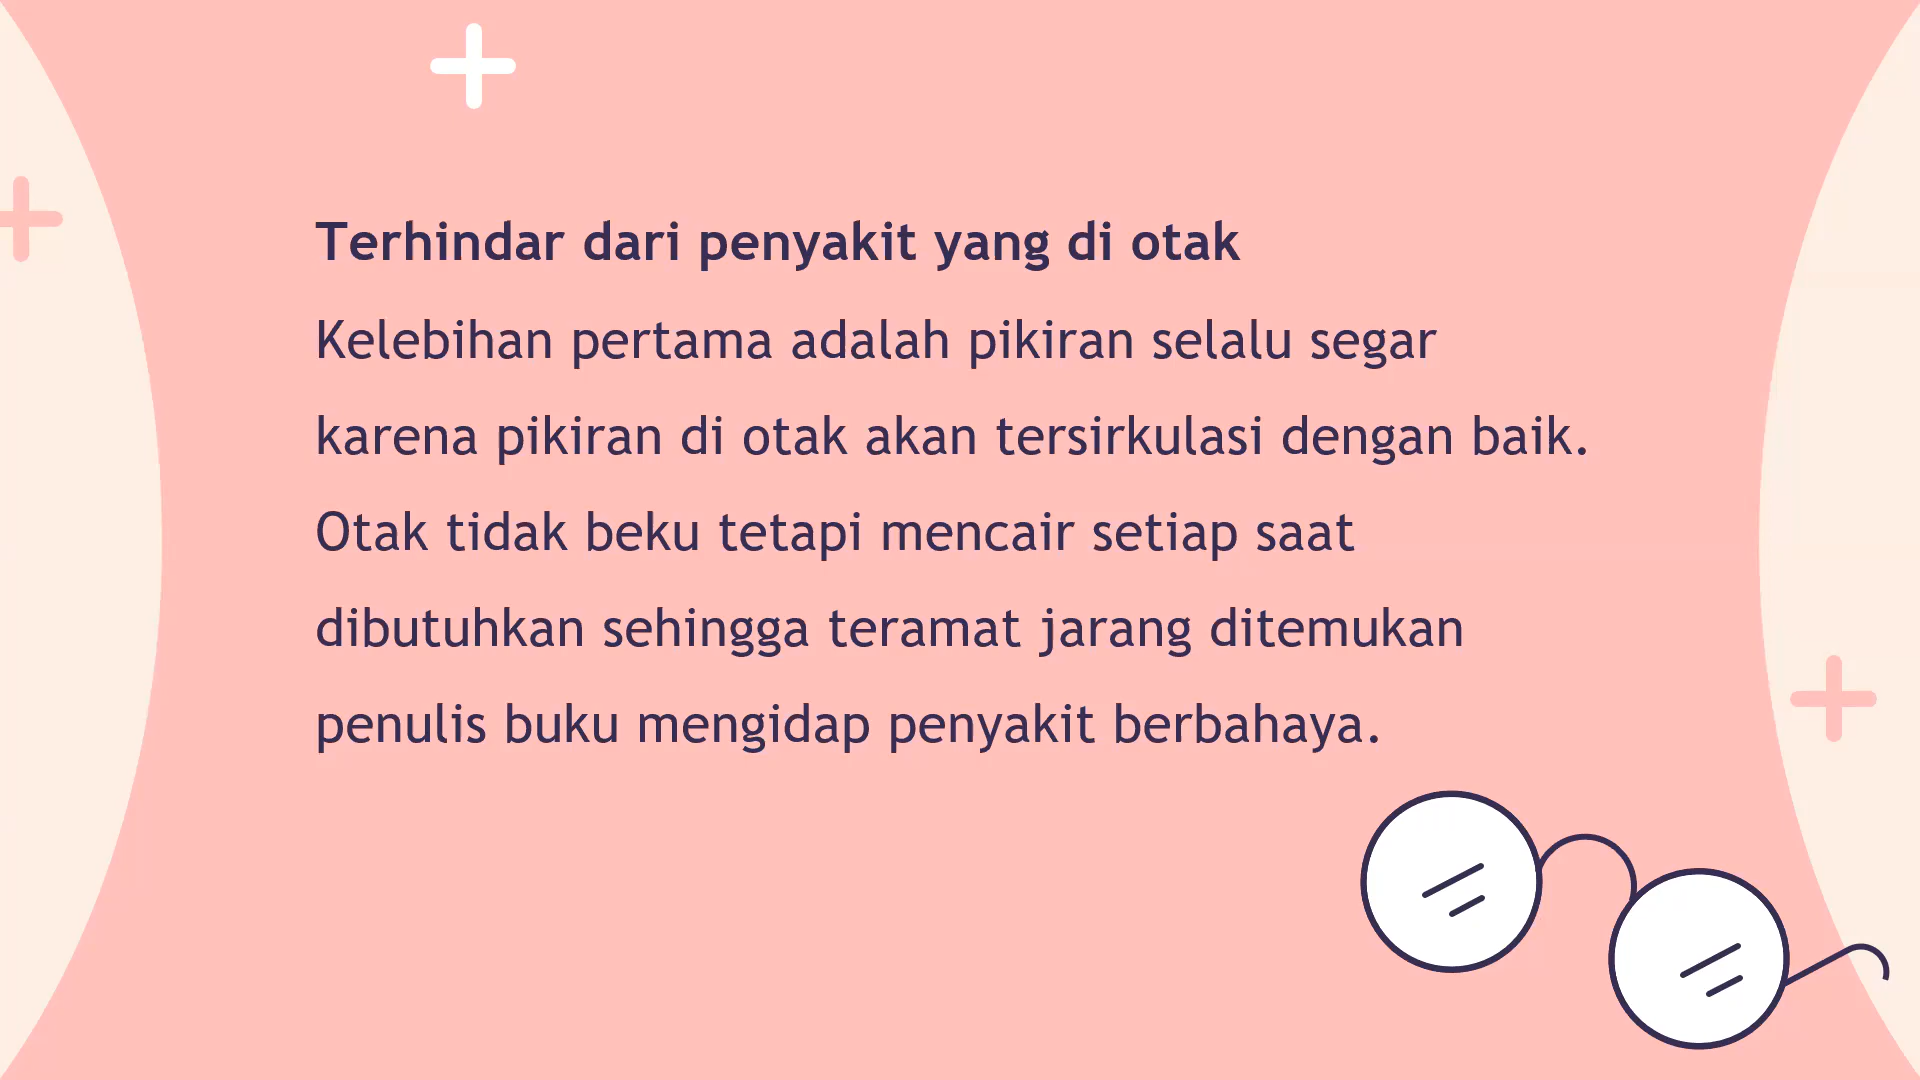 Terhindar dari penyakit yang di otak
Kelebihan pertama adalah pikiran selalu segar
karena pikiran di otak akan tersirkulasi dengan baik.
Otak tidak beku tetapi mencair setiap saat
dibutuhkan sehingga teramat jarang ditemukan
penulis buku mengidap penyakit berbahaya.